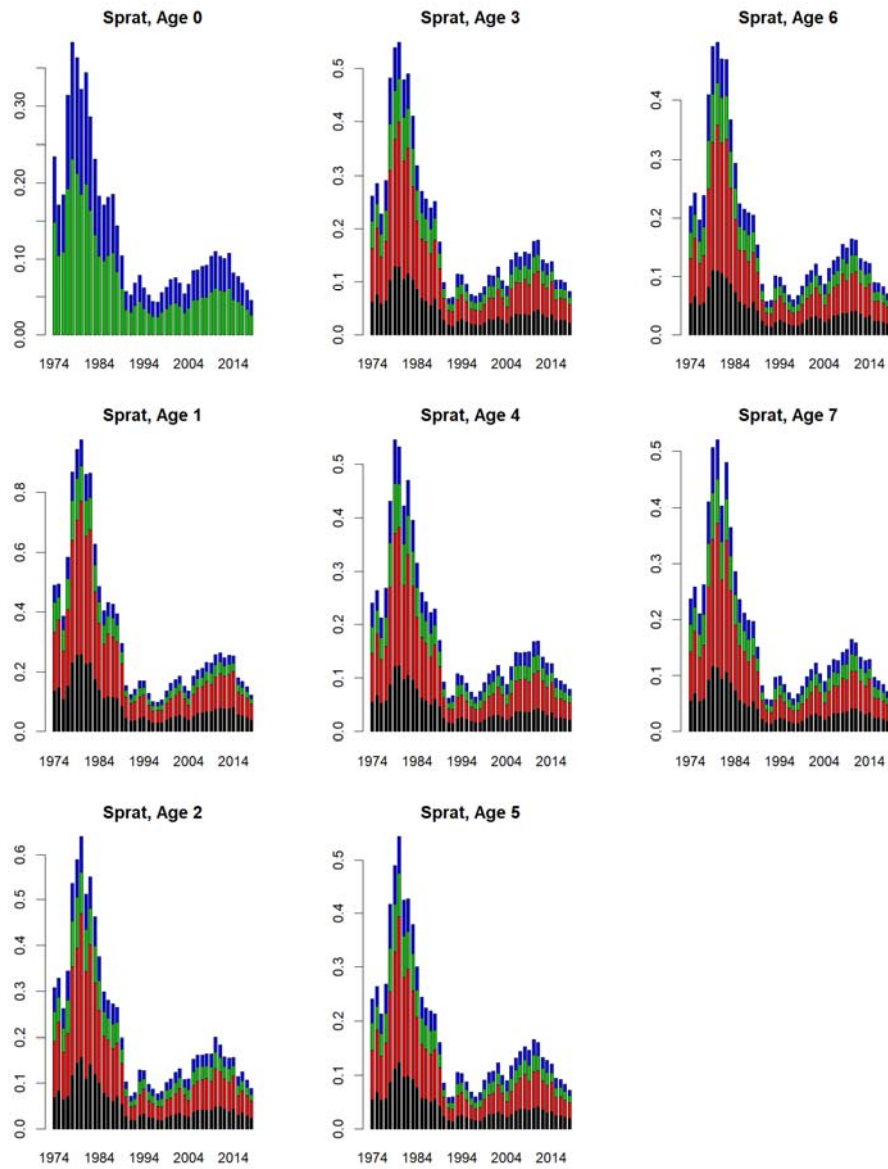 Sprat, Age 0
0.00 0.10 0.20 0.30
1974 1984 1994 2004 2014
Sprat, Age 3
0.0 0.1 0.2 0.3 0.4 0.5
1974 1984 1994 2004 2014
Sprat, Age 6
0.0 0.1 0.2 0.3 0.4
1974 1984 1994 2004 2014
Sprat, Age 1
0.0 0.2 0.4 0.6 0.8
1974 1984 1994 2004 2014
Sprat, Age 4
0.0 0.1 0.2 0.3 0.4 0.5
1974 1984 1994 2004 2014
Sprat, Age 7
0.0 0.1 0.2 0.3 0.4 0.5
1974 1984 1994 2004 2014
Sprat, Age 2
0.0 0.1 0.2 0.3 0.4 0.5 0.6
1974 1984 1994 2004 2014
Sprat, Age 5
0.0 0.1 0.2 0.3 0.4 0.5
1974 1984 1994 2004 2014